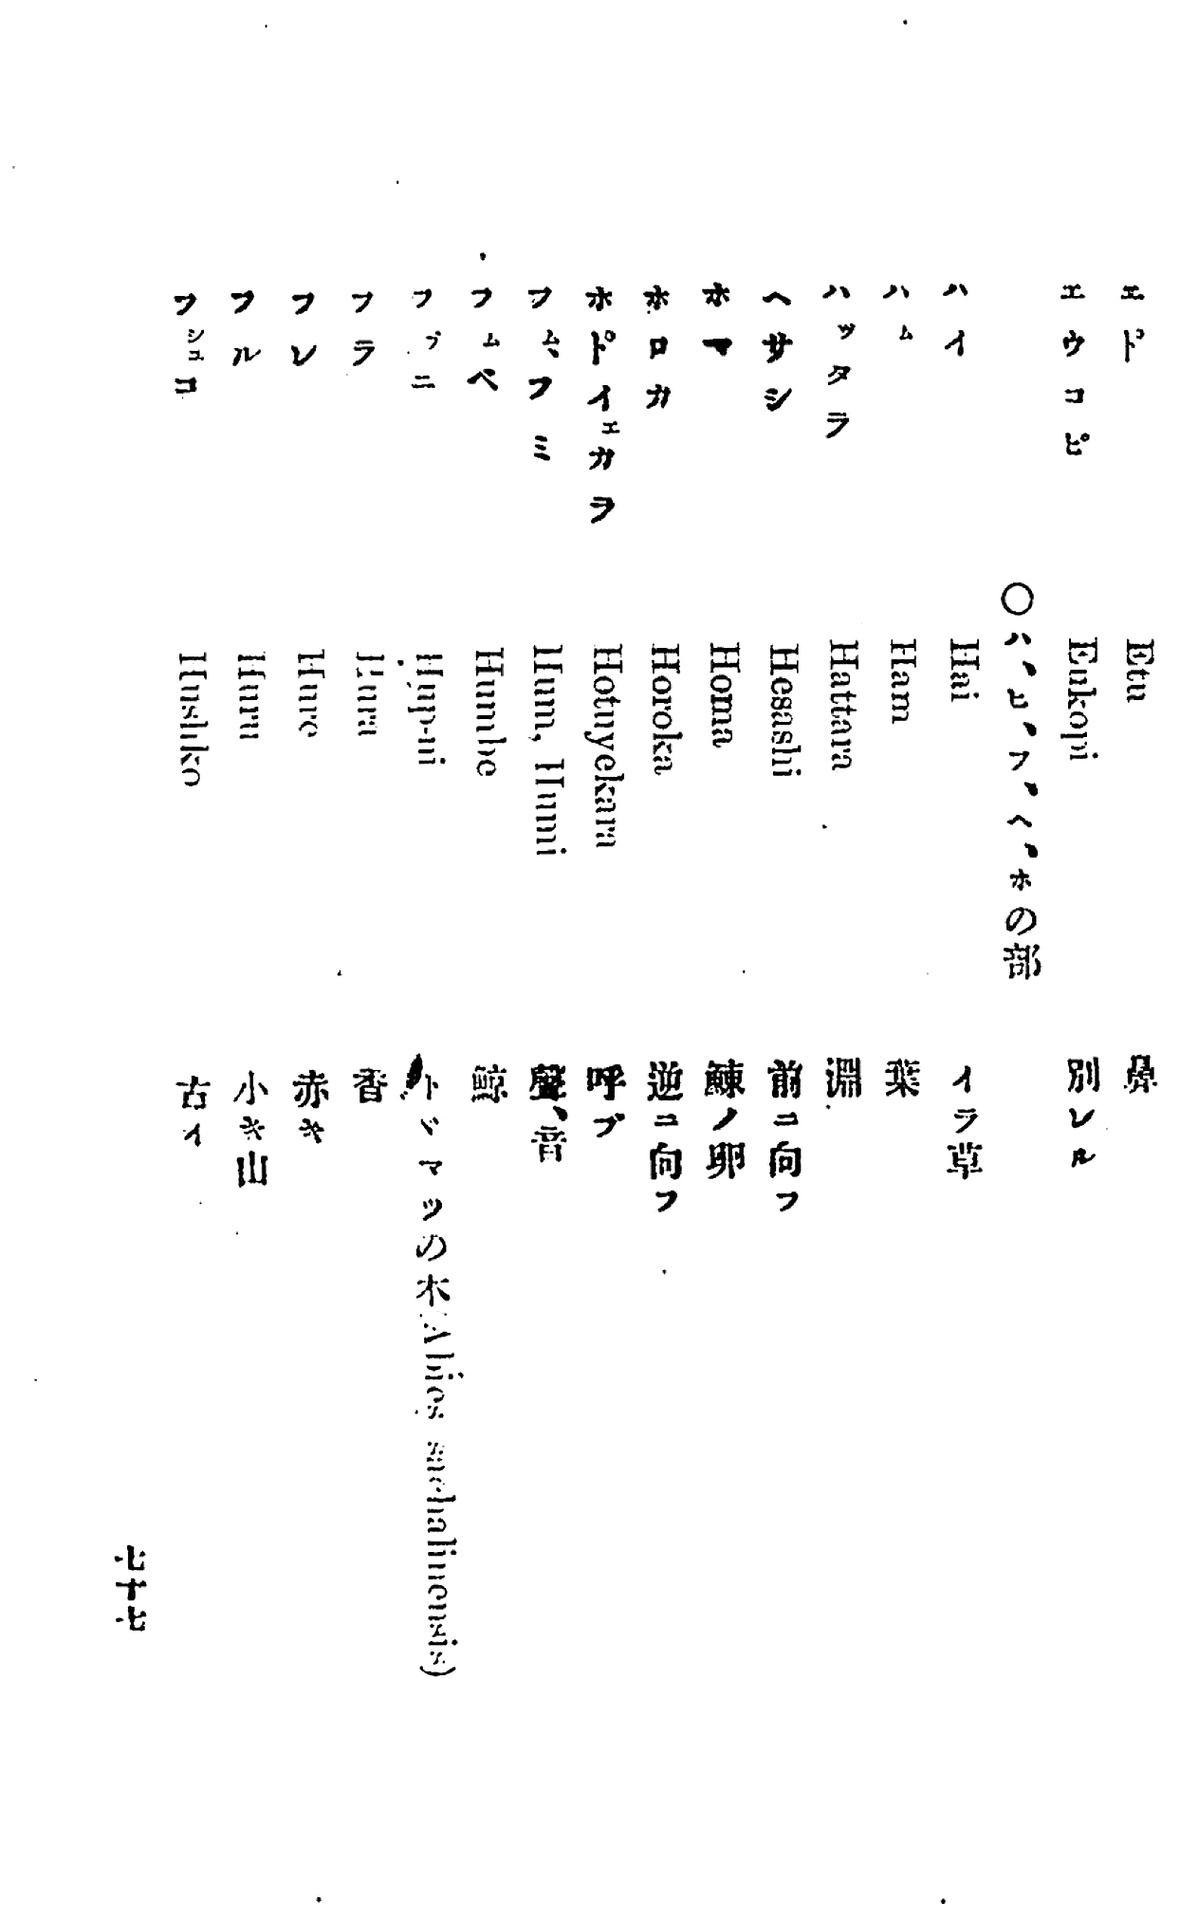 エト゚ Etu 鼻
エウコピ Eukopi 別レル
〇ハ、ヒ、フ、ヘ、ホの部
ハイ Hai イラ草
ハム Ham 葉
ハッタラ Hattara 淵
ヘサシ Hesashi 前ニ向フ
ホマ Homa 鰊ノ卵
ホロカ Horoka 逆ニ向フ
ホト゚イェカラ Hotuyekara 呼ブ
フム、フミ Hum, Humi 聲、音
フムベ Humbe 鯨
フプニ Hup-ni トヾマツの木(Abies sachalinensis)
フラ Hura 香
フレ Hure 赤キ
フル Huru 小キ山
フシュコ Hushko 古イ
七十七